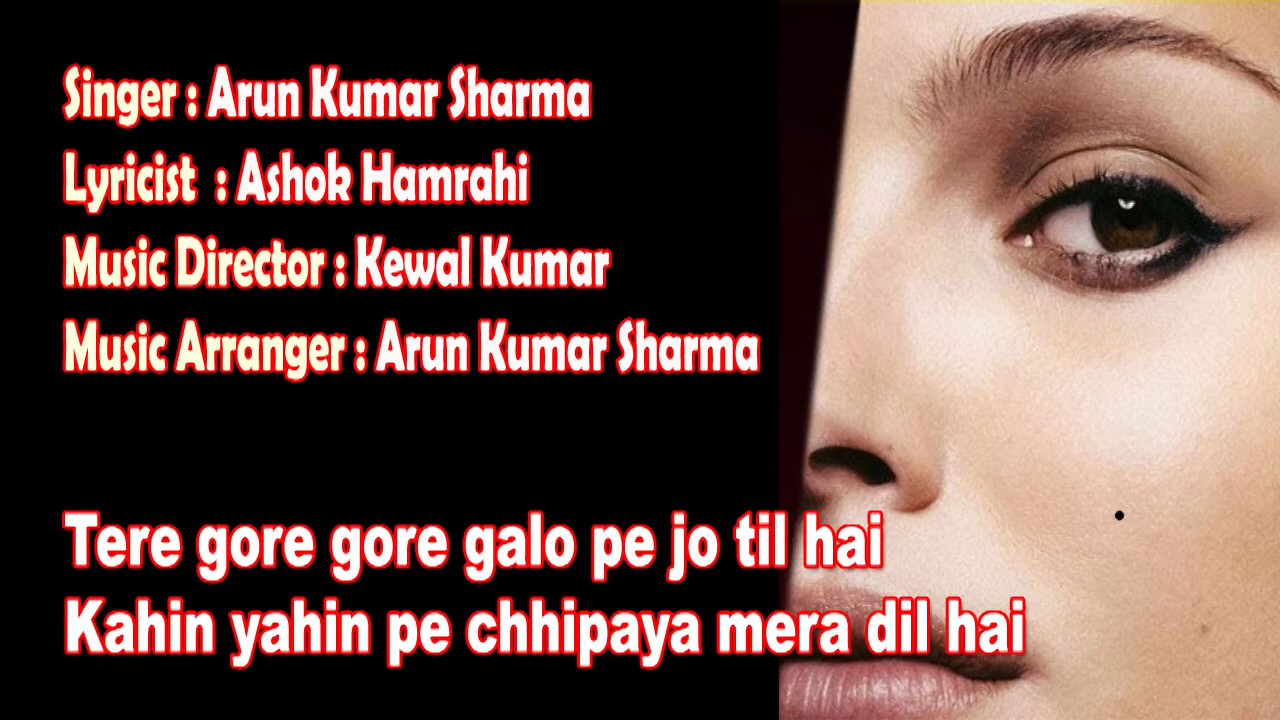 Singer : Arun Kumar Sharma
Lyricist : Ashok Hamrahi
Music Director : Kewal Kumar
Music Arranger : Arun Kumar Sharma
Tere gore gore galo pe jo til hai
Kahin yahin pe chhipaya mera dil hai